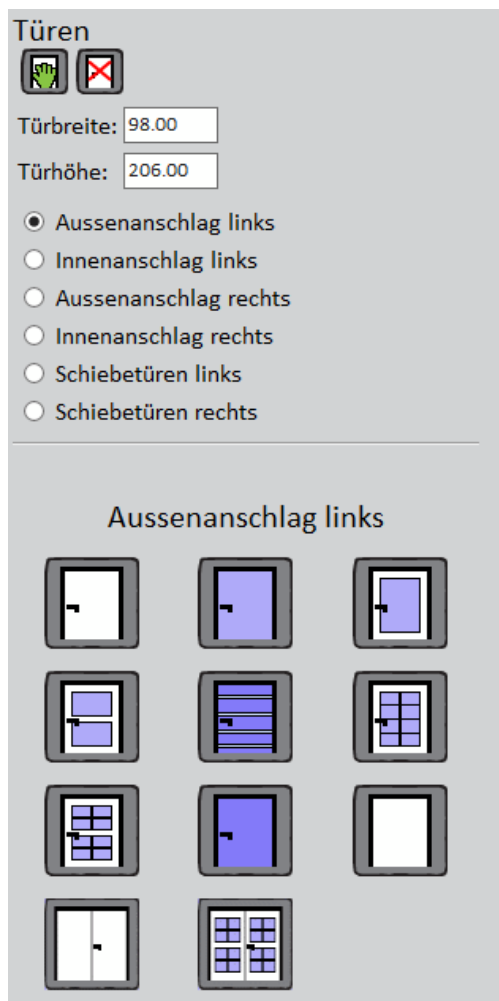 Türen
Türbreite: 98.00
Türhöhe: 206.00
Aussenanschlag links
Innenanschlag links
Aussenanschlag rechts
Innenanschlag rechts
Schiebetüren links
Schiebetüren rechts
Aussenanschlag links